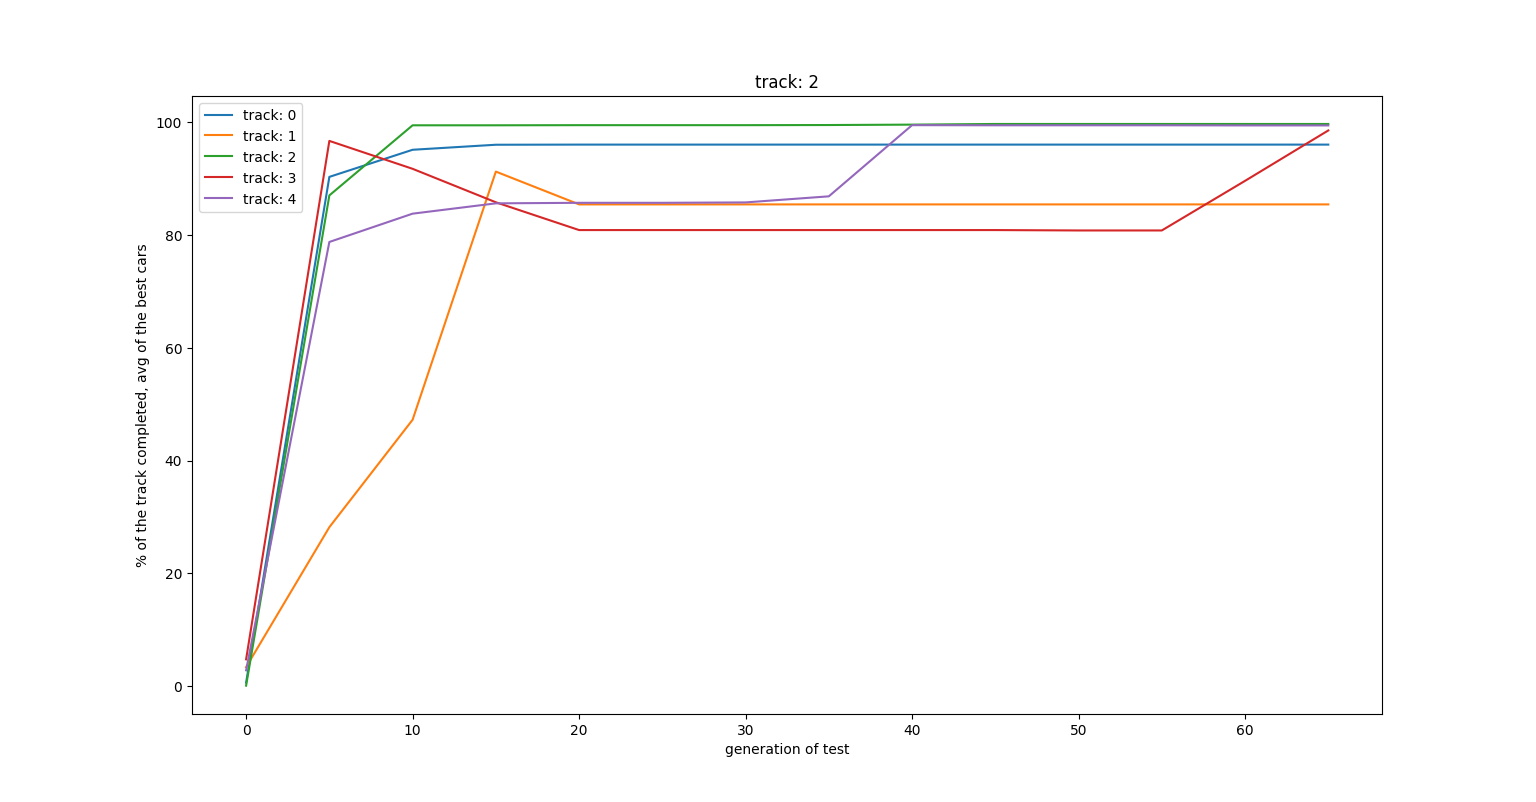 track: 2
track: 0
track: 1
track: 2
track: 3
track: 4
% of the track completed, avg of the best cars
100
80
60
40
20
0
0 10 20 30 40 50 60
generation of test